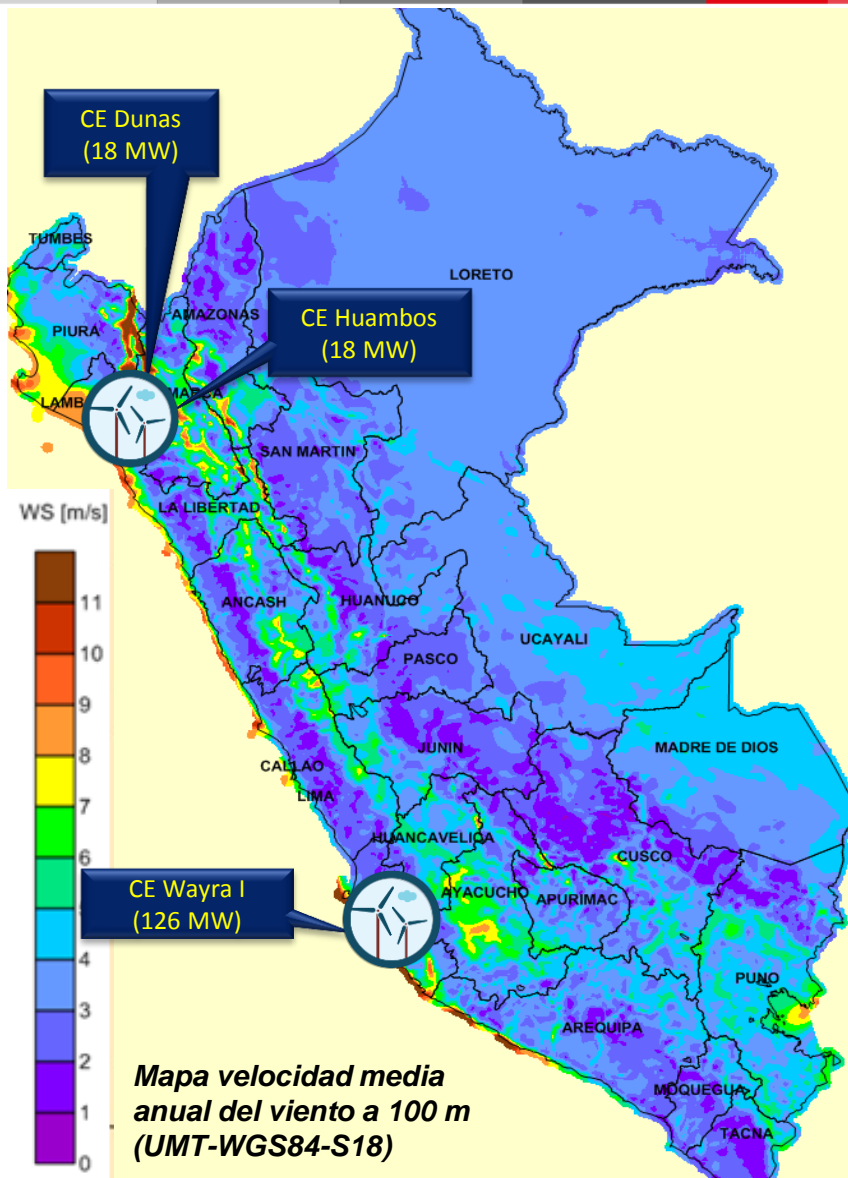 CE Dunas
(18 MW)
TUMBES
LORETO
AMAZONAS
CE Huambos
(18 MW)
PIURA
LAMB
MARCA
SAN MARTIN
LA LIBERTAD
WS [m/s]
11
10
9
8
7
6
4
3
2
1
0
ANCASH
HUANUCO
UCAYALI
PASCO
JUNIN
MADRE DE DIOS
CALLAO
LIMA
HUANCAVELICA
CUSCO
CE Wayra I
(126 MW)
AYACUCHO
APURIMAC
PUNO
AREQUIPA
MOQUEGUA
TACNA
Mapa velocidad media
anual del viento a 100 m
(UMT-WGS84-S18)